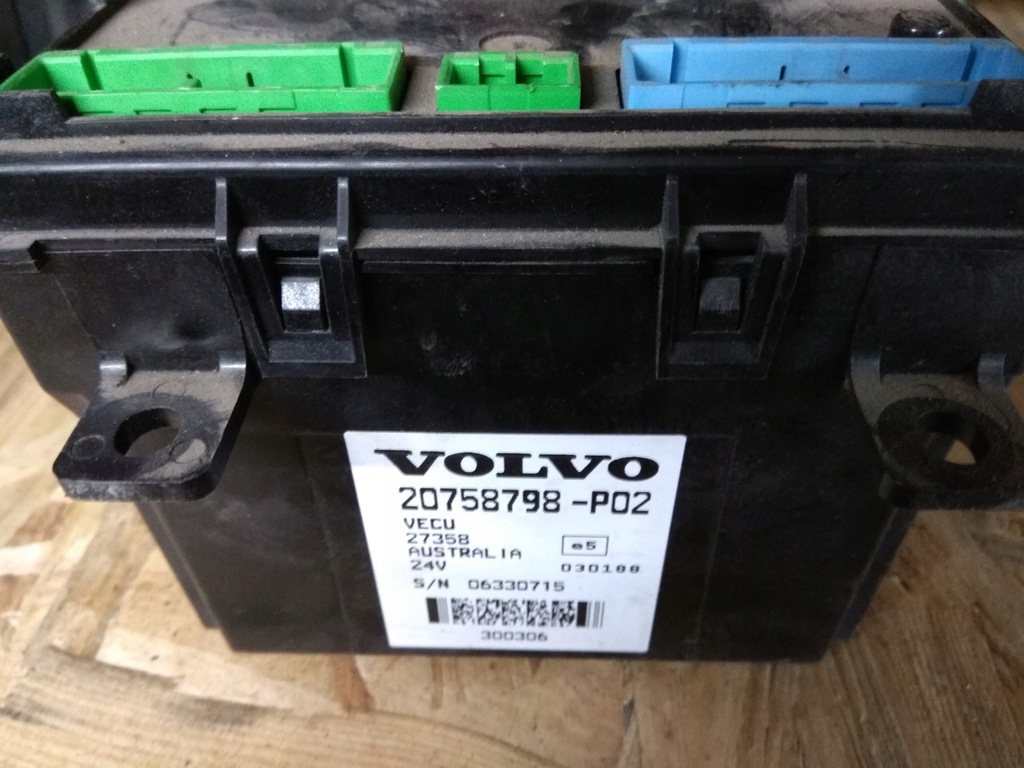 VOLVO
20758798-P02
VECU
27358
AUSTRALIA
e5
24V 030188
S/N 06330715
300306